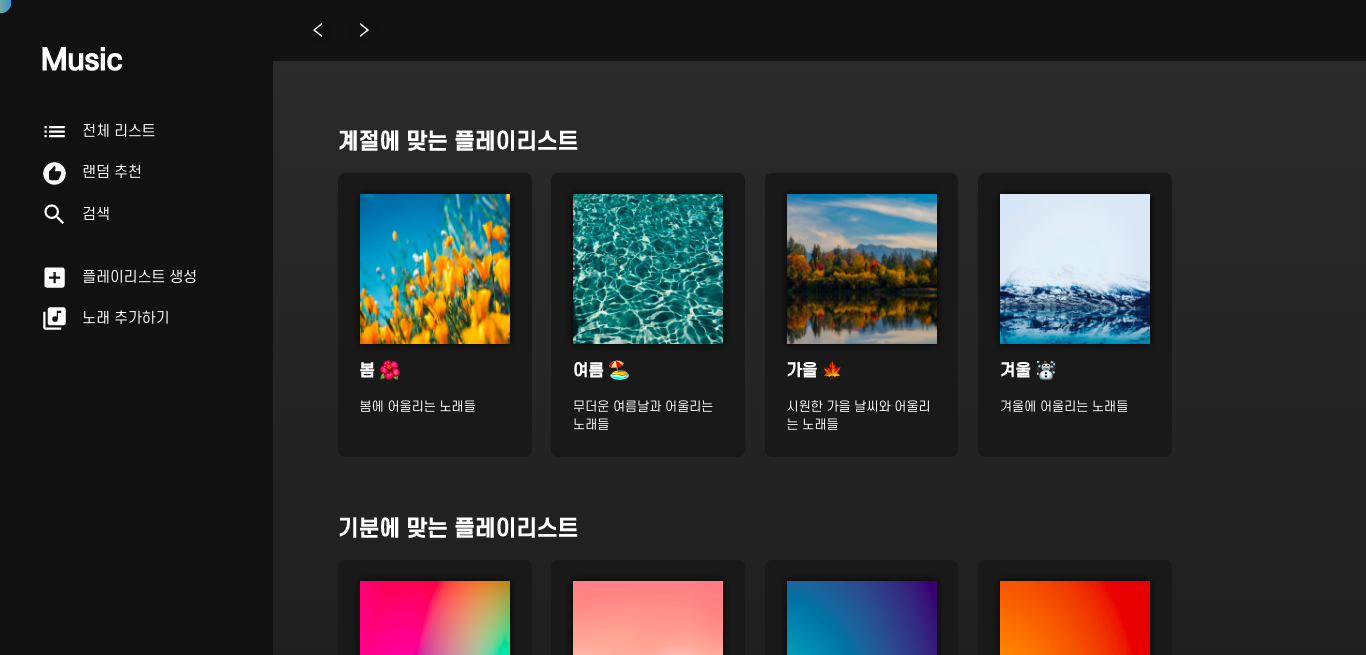 Music
전체 리스트
랜덤 추천
검색
플레이리스트 생성
노래 추가하기
계절에 맞는 플레이리스트
봄 🌺
봄에 어울리는 노래들
여름 🏖️
무더운 여름날과 어울리는
노래들
가을 🍁
시원한 가을 날씨와 어울리
는 노래들
겨울 ☃️
겨울에 어울리는 노래들
기분에 맞는 플레이리스트